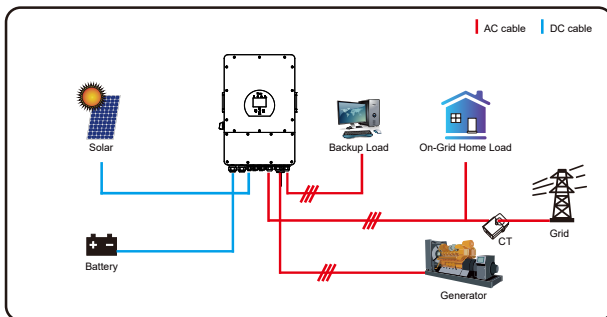 AC cable
DC cable
Solar
Backup Load
On-Grid Home Load
CT
Grid
Battery
Generator